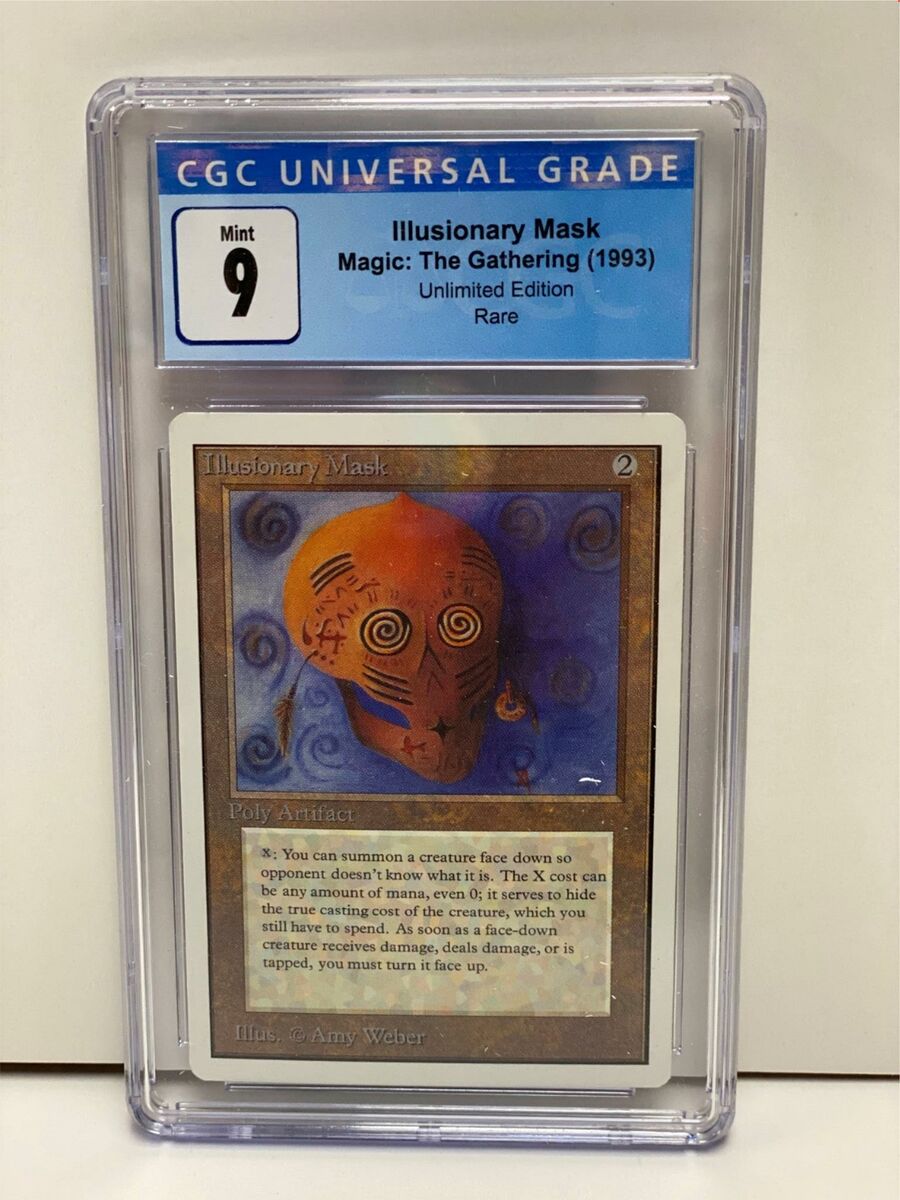 CGC UNIVERSAL GRADE
Mint
9
Illusionary Mask
Magic: The Gathering (1993)
Unlimited Edition
Rare
Illusionary Mask
2
Poly Artifact
X: You can summon a creature face down so
opponent doesn't know what it is. The X cost can
be any amount of mana, even 0; it serves to hide
the true casting cost of the creature, which you
still have to spend. As soon as a face-down
creature receives damage, deals damage, or is
tapped, you must turn it face up.
Illus. © Amy Weber